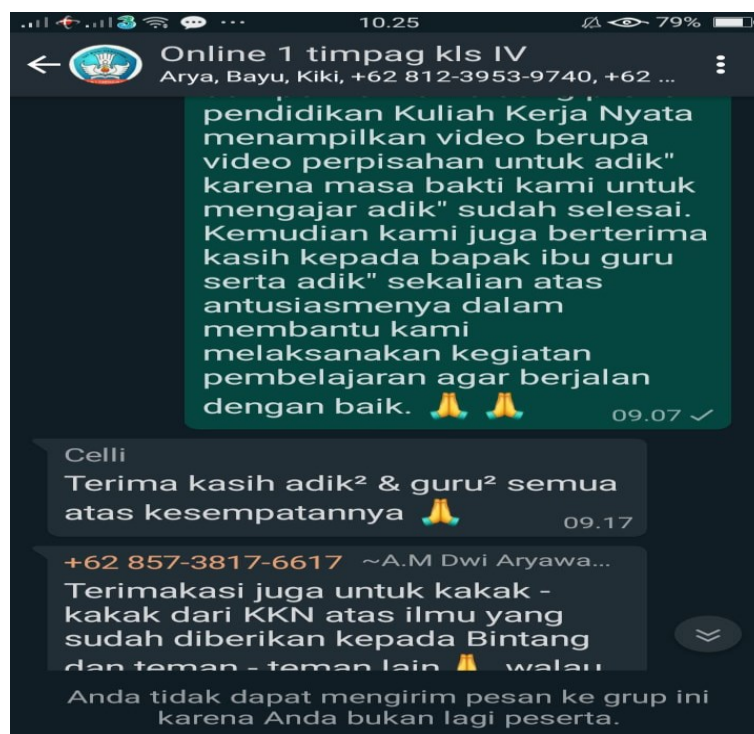 10.25
79%
Online 1 timpag kls IV
Arya, Bayu, Kiki, +62 812-3953-9740, +62 ...
pendidikan Kuliah Kerja Nyata
menampilkan video berupa
video perpisahan untuk adik"
karena masa bakti kami untuk
mengajar adik" sudah selesai.
Kemudian kami juga berterima
kasih kepada bapak ibu guru
serta adik" sekalian atas
antusiasmenya dalam
membantu kami
melaksanakan kegiatan
pembelajaran agar berjalan
dengan baik. 🙏 🙏
09.07
Celli
Terima kasih adik² & guru² semua
atas kesempatannya 🙏
09.17
+62 857-3817-6617 ~A.M Dwi Aryawa...
Terimakasi juga untuk kakak -
kakak dari KKN atas ilmu yang
sudah diberikan kepada Bintang
dan teman - teman lain 🙏 walau
Anda tidak dapat mengirim pesan ke grup ini
karena Anda bukan lagi peserta.